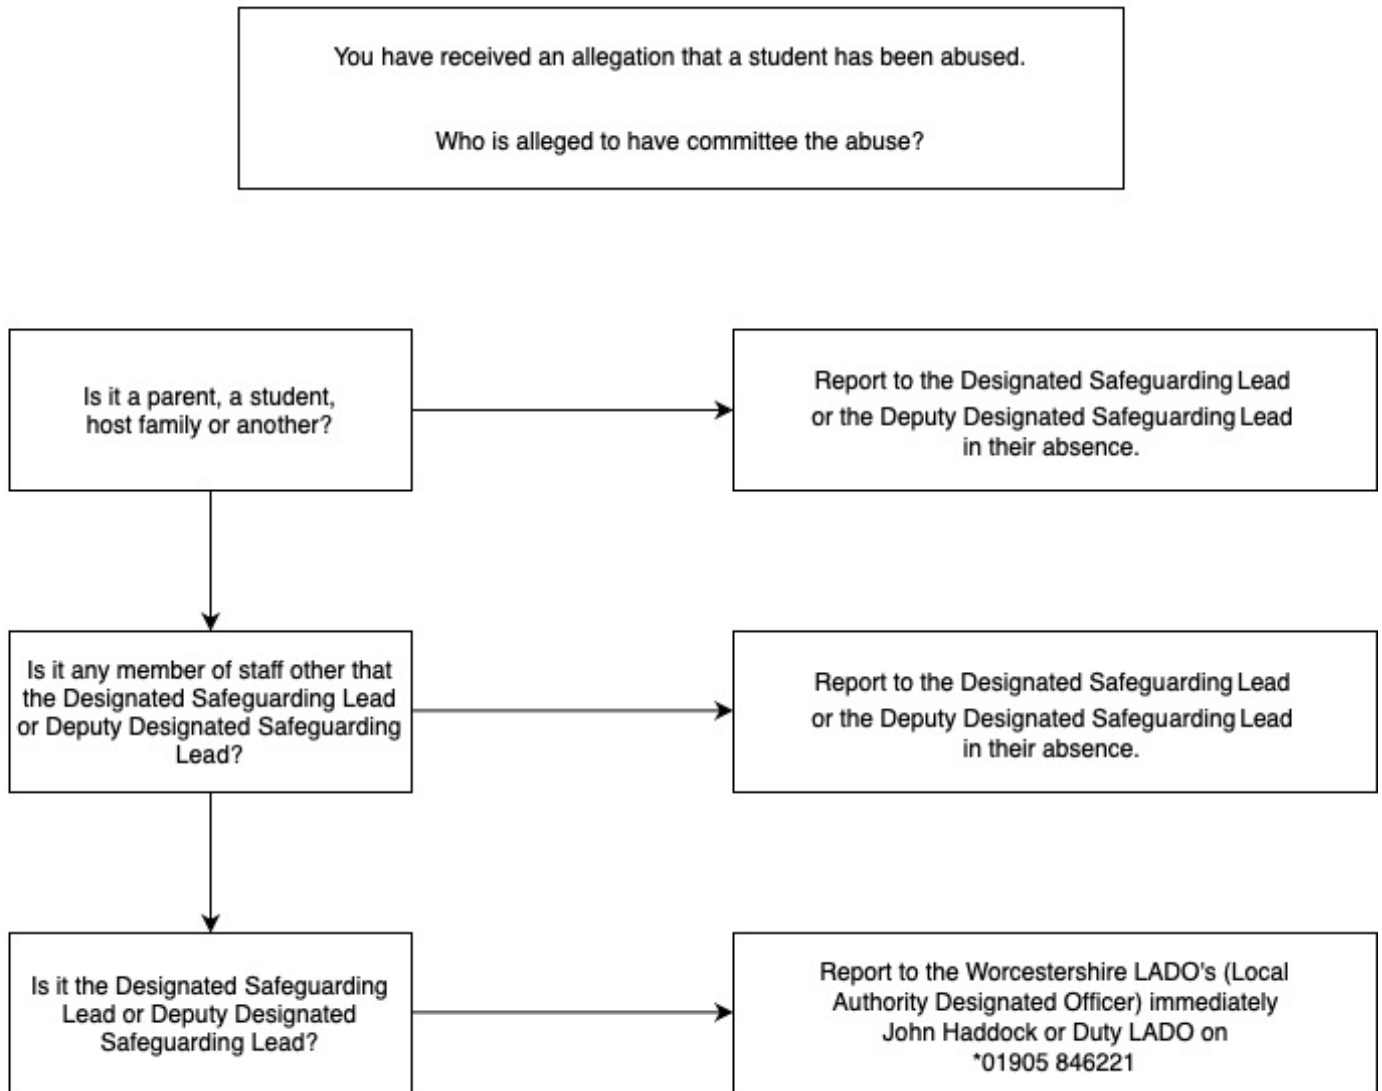 You have received an allegation that a student has been abused.
Who is alleged to have committee the abuse?
Is it a parent, a student,
host family or another?
Report to the Designated Safeguarding Lead
or the Deputy Designated Safeguarding Lead
in their absence.
Is it any member of staff other that
the Designated Safeguarding Lead
or Deputy Designated Safeguarding
Lead?
Report to the Designated Safeguarding Lead
or the Deputy Designated Safeguarding Lead
in their absence.
Is it the Designated Safeguarding
Lead or Deputy Designated
Safeguarding Lead?
Report to the Worcestershire LADO's (Local
Authority Designated Officer) immediately
John Haddock or Duty LADO on
*01905 846221